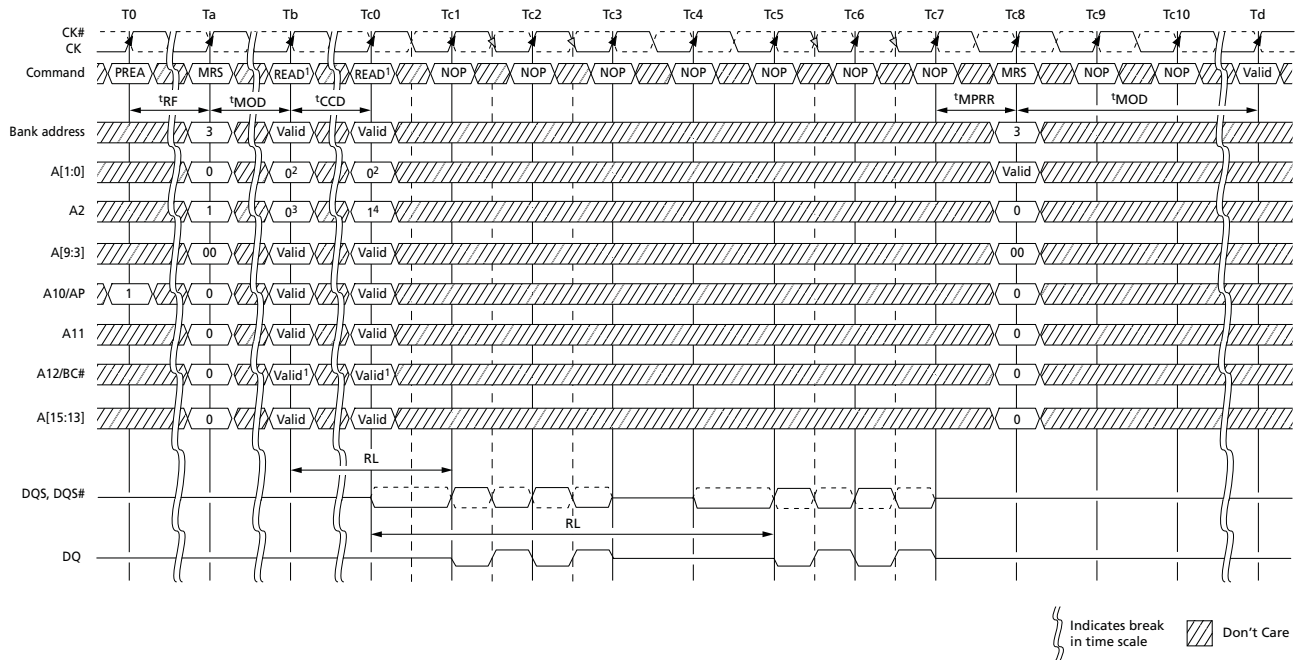 T0 Ta Tb Tc0 Tc1 Tc2 Tc3 Tc4 Tc5 Tc6 Tc7 Tc8 Tc9 Tc10 Td
CK#
CK
Command PREA MRS READ¹ READ¹ NOP NOP NOP NOP NOP NOP NOP MRS NOP NOP Valid
tRF tMOD tCCD tMPRR tMOD
Bank address 3 Valid Valid 3
A[1:0] 0 0² 0² Valid
A2 1 0³ 1⁴ 0
A[9:3] 00 Valid Valid 00
A10/AP 1 0 Valid Valid 0
A11 0 Valid Valid 0
A12/BC# 0 Valid¹ Valid¹ 0
A[15:13] 0 Valid Valid 0
RL
DQS, DQS#
RL
DQ
Indicates break
in time scale
Don't Care